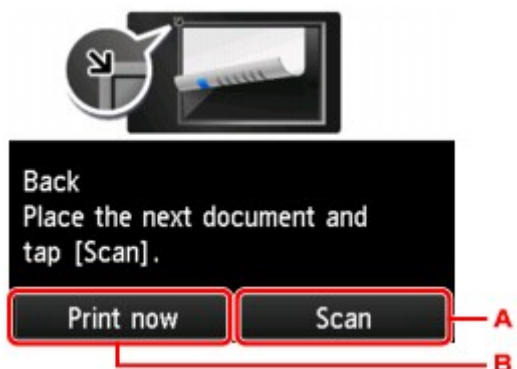 Back
Place the next document and
tap [Scan].
Print now Scan A
B